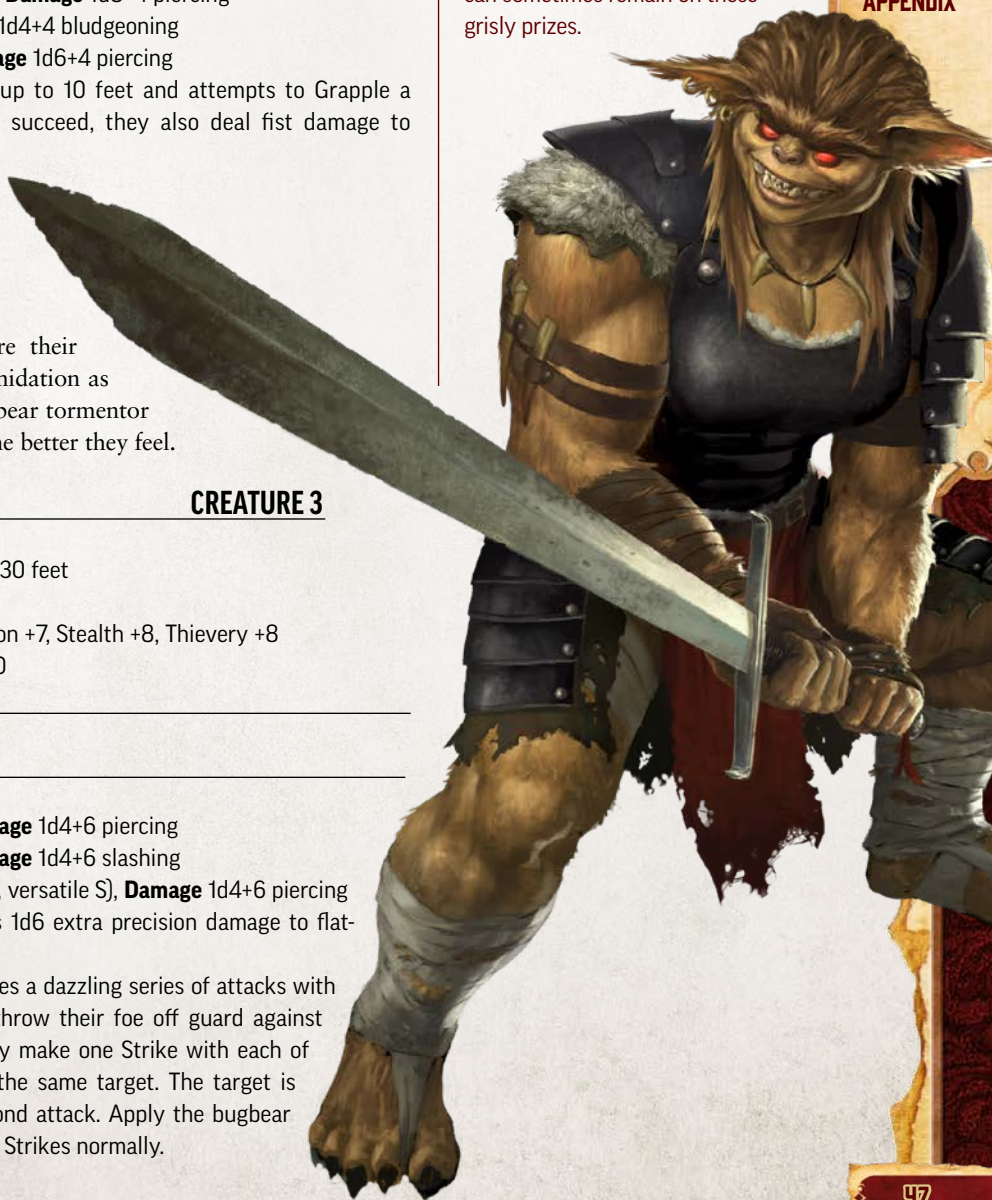 Damage 1d8+4 piercing
1d4+4 bludgeoning
age 1d6+4 piercing
up to 10 feet and attempts to Grapple a
succeed, they also deal fist damage to
re their
nidation as
bear tormentor
ne better they feel.
CREATURE 3
30 feet
on +7, Stealth +8, Thievery +8
0
age 1d4+6 piercing
age 1d4+6 slashing
, versatile S), Damage 1d4+6 piercing
s 1d6 extra precision damage to flat-
es a dazzling series of attacks with
throw their foe off guard against
y make one Strike with each of
the same target. The target is
ond attack. Apply the bugbear
Strikes normally.
can sometimes remain on these
grisly prizes.
APPENDIX
47